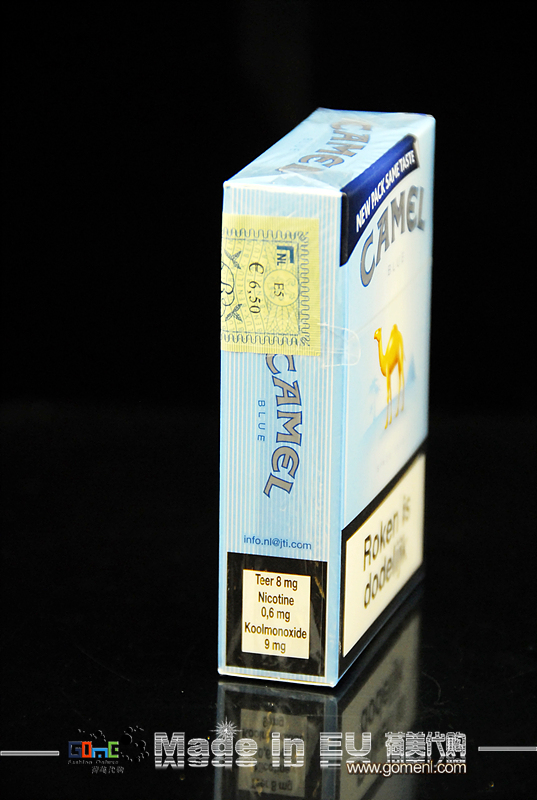 CAMEL
NEW PACK SAME TASTE
CAMEL
BLUE
NL
E5
€ 6,50
CAMEL
BLUE
info.nl@jti.com
Teer 8 mg
Nicotine
0,6 mg
Koolmonoxide
9 mg
Roken is
dodelijk
GOMC
Made in EU 荷美代购
www.gomenl.com